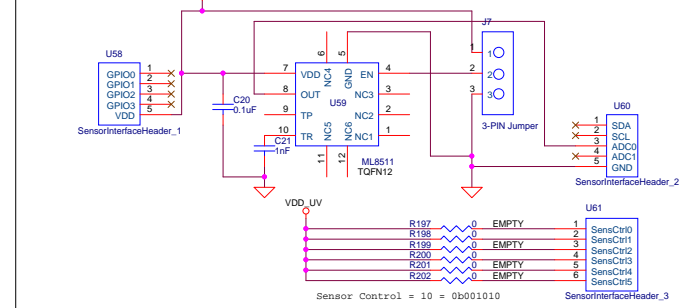 J7
U58
GPIO0 1
GPIO1 2
GPIO2 3
GPIO3 4
VDD 5
SensorInterfaceHeader_1
C20
0.1uF
C21
1nF
6 5
NC4 GND
7 VDD EN 4
8 OUT NC3 3
U59
9 TP NC2 2
10 TR NC1 1
NC5 NC6
11 12
ML8511
TQFN12
1 1
2 2
3 3
3-PIN Jumper
U60
1 SDA
2 SCL
3 ADC0
4 ADC1
5 GND
SensorInterfaceHeader_2
VDD_UV
U61
R197 0 EMPTY 1 SensCtrl0
R198 0 2 SensCtrl1
R199 0 EMPTY 3 SensCtrl2
R200 0 4 SensCtrl3
R201 0 EMPTY 5 SensCtrl4
R202 0 EMPTY 6 SensCtrl5
Sensor Control = 10 = 0b001010
SensorInterfaceHeader_3